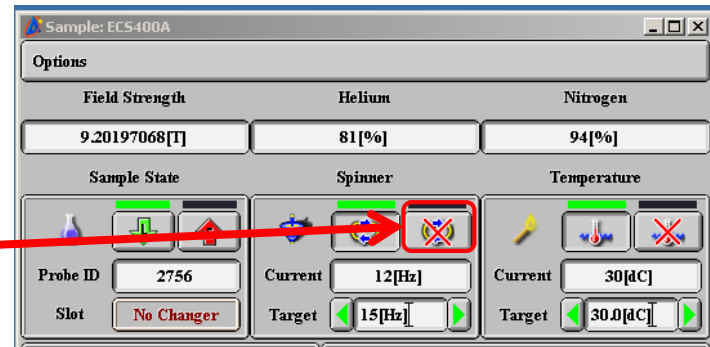 Sample: ECS400A
Options
Field Strength Helium Nitrogen
9.20197068[T] 81[%] 94[%]
Sample State Spinner Temperature
Probe ID 2756 Current 12[Hz] Current 30[dC]
Slot No Changer Target 15[Hz] Target 30.0[dC]